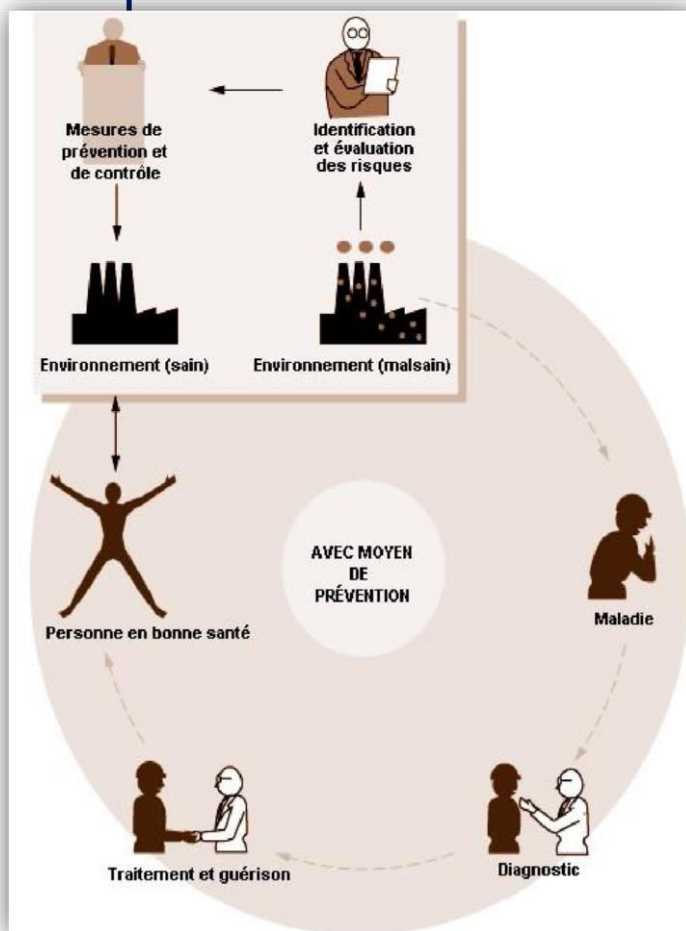 Mesures de
prévention et
de contrôle
Identification
et évaluation
des risques
Environnement (sain)
Environnement (malsain)
AVEC MOYEN
DE
PRÉVENTION
Personne en bonne santé
Maladie
Traitement et guérison
Diagnostic